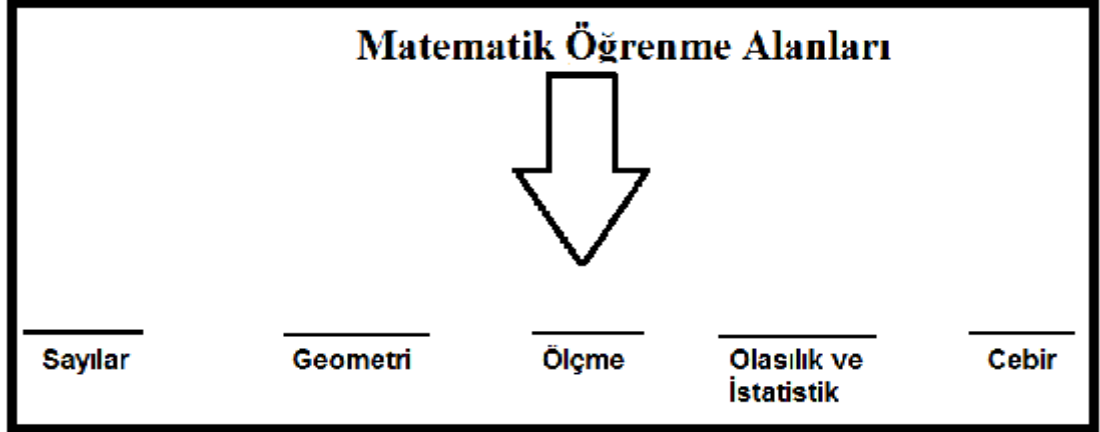 Matematik Öğrenme Alanları
Sayılar
Geometri
Ölçme
Olasılık ve
İstatistik
Cebir